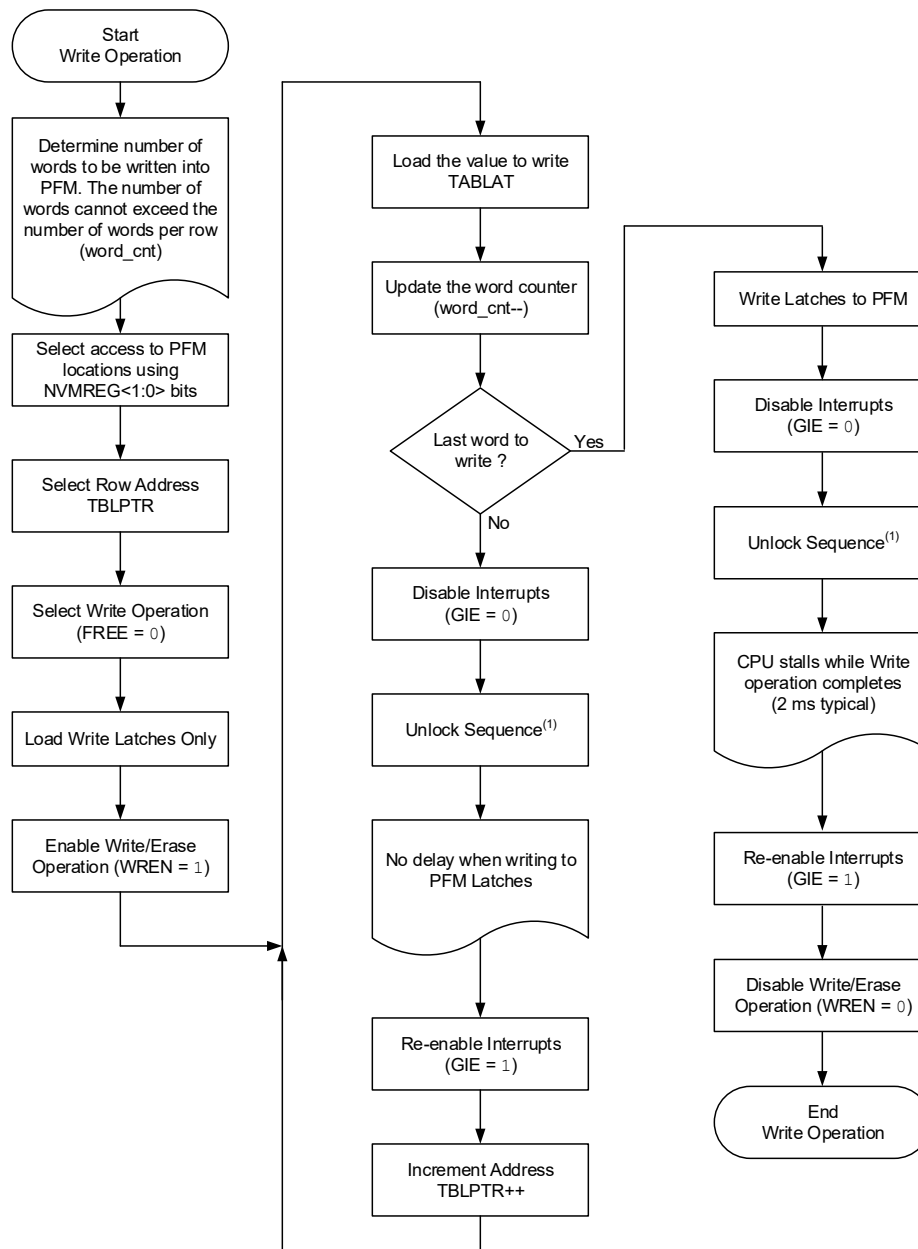 Start
Write Operation
Determine number of
words to be written into
PFM. The number of
words cannot exceed the
number of words per row
(word_cnt)
Select access to PFM
locations using
NVMREG<1:0> bits
Select Row Address
TBLPTR
Select Write Operation
(FREE = 0)
Load Write Latches Only
Enable Write/Erase
Operation (WREN = 1)
Load the value to write
TABLAT
Update the word counter
(word_cnt--)
Last word to
write ?
Yes
No
Disable Interrupts
(GIE = 0)
Unlock Sequence(1)
No delay when writing to
PFM Latches
Re-enable Interrupts
(GIE = 1)
Increment Address
TBLPTR++
Write Latches to PFM
Disable Interrupts
(GIE = 0)
Unlock Sequence(1)
CPU stalls while Write
operation completes
(2 ms typical)
Re-enable Interrupts
(GIE = 1)
Disable Write/Erase
Operation (WREN = 0)
End
Write Operation